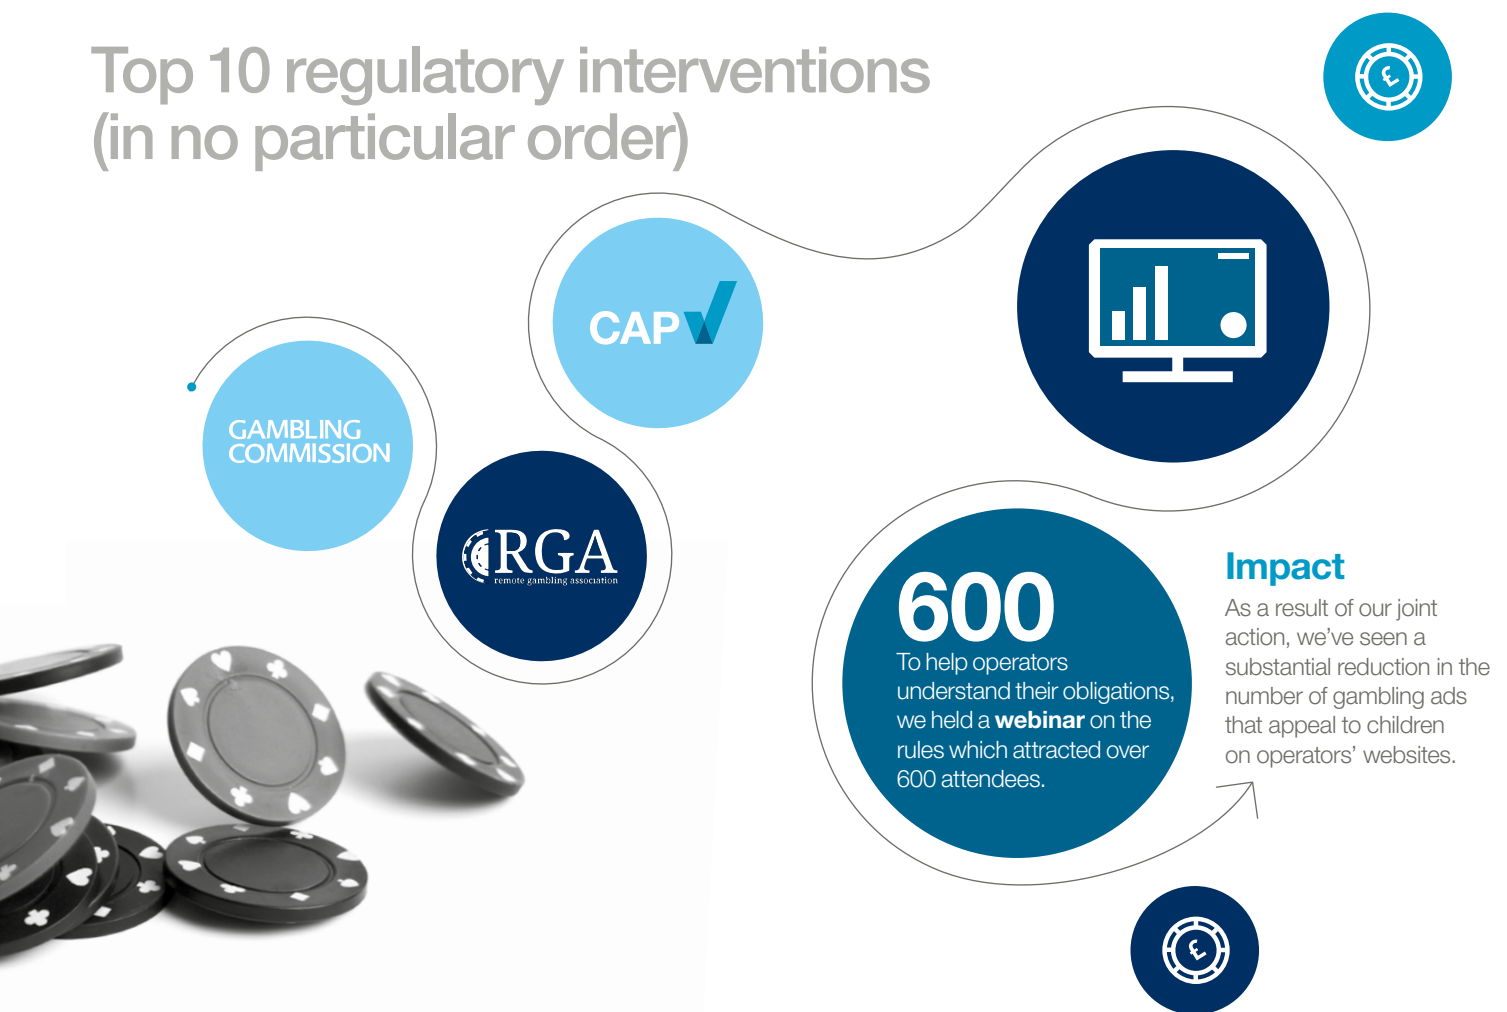 Top 10 regulatory interventions
(in no particular order)
£
CAP
GAMBLING
COMMISSION
RGA
remote gambling association
600
To help operators
understand their obligations,
we held a webinar on the
rules which attracted over
600 attendees.
Impact
As a result of our joint
action, we’ve seen a
substantial reduction in the
number of gambling ads
that appeal to children
on operators’ websites.
£